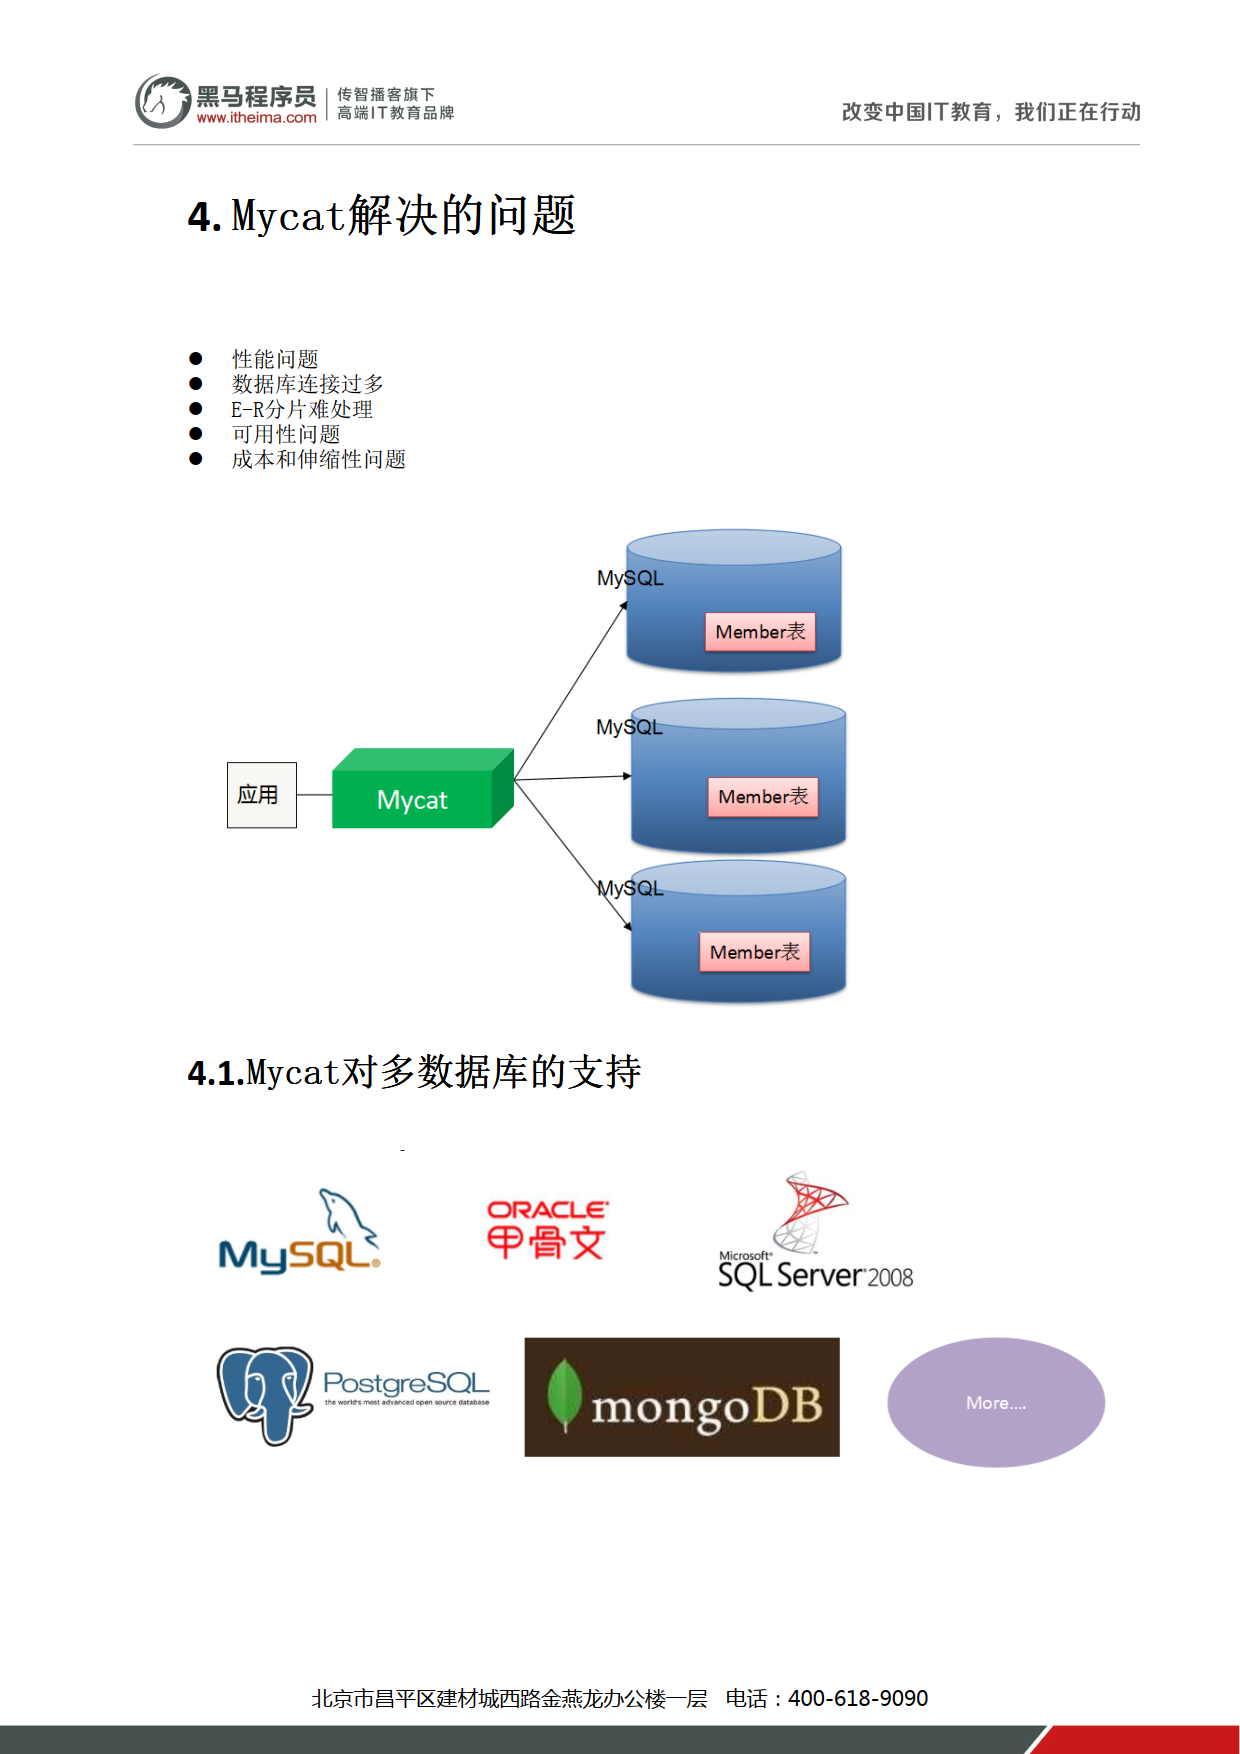 黑马程序员
www.itheima.com
传智播客旗下
高端IT教育品牌
改变中国IT教育，我们正在行动
4. Mycat解决的问题
● 性能问题
● 数据库连接过多
● E-R分片难处理
● 可用性问题
● 成本和伸缩性问题
MySQL
Member表
MySQL
Member表
应用
Mycat
MySQL
Member表
4.1.Mycat对多数据库的支持
MySQL®
ORACLE®
甲骨文
Microsoft®
SQL Server® 2008
PostgreSQL
the world's most advanced open source database
mongoDB
More....
北京市昌平区建材城西路金燕龙办公楼一层 电话：400-618-9090